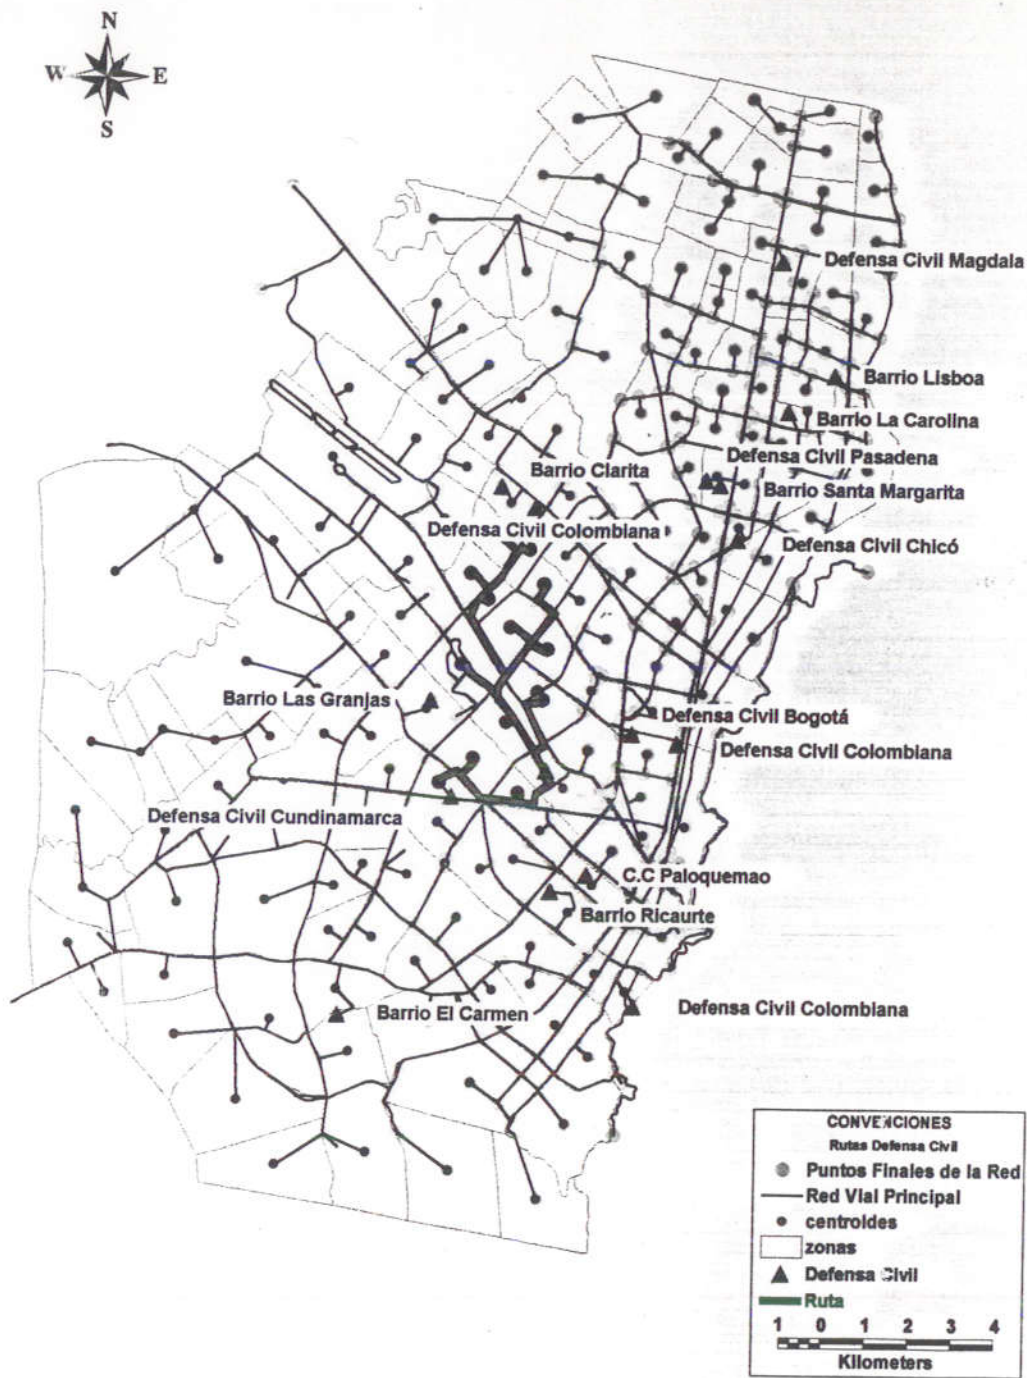 N
W E
S
Defensa Civil Magdala
Barrio Lisboa
Barrio La Carolina
Defensa Civil Pasadena
Barrio Clarita
Barrio Santa Margarita
Defensa Civil Colombiana
Defensa Civil Chicó
Barrio Las Granjas
Defensa Civil Bogotá
Defensa Civil Colombiana
Defensa Civil Cundinamarca
C.C Paloquemao
Barrio Ricaurte
Defensa Civil Colombiana
Barrio El Carmen
CONVENCIONES
Rutas Defensa Civil
Puntos Finales de la Red
Red Vial Principal
centroides
zonas
Defensa Civil
Ruta
1 0 1 2 3 4
Kilometers